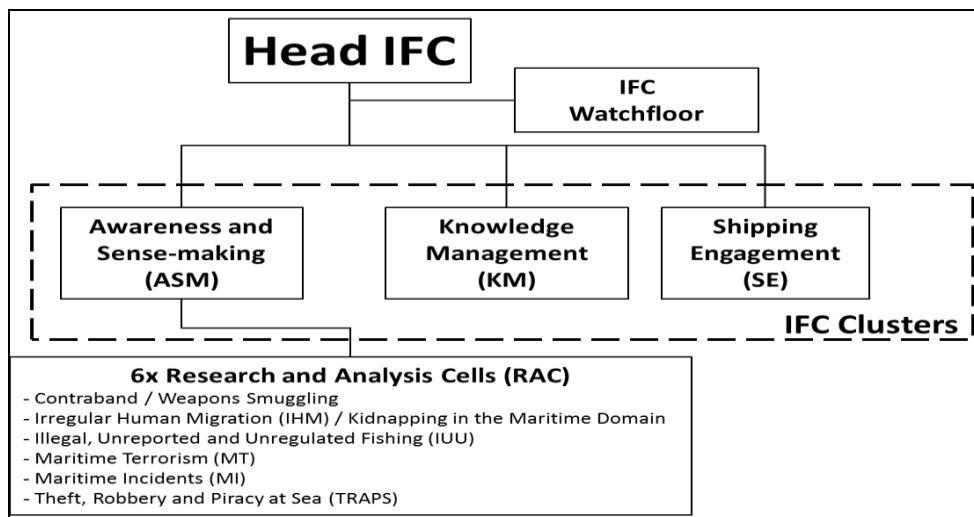 Head IFC
IFC
Watchfloor
Awareness and
Sense-making
(ASM)
Knowledge
Management
(KM)
Shipping
Engagement
(SE)
IFC Clusters
6x Research and Analysis Cells (RAC)
- Contraband / Weapons Smuggling
- Irregular Human Migration (IHM) / Kidnapping in the Maritime Domain
- Illegal, Unreported and Unregulated Fishing (IUU)
- Maritime Terrorism (MT)
- Maritime Incidents (MI)
- Theft, Robbery and Piracy at Sea (TRAPS)